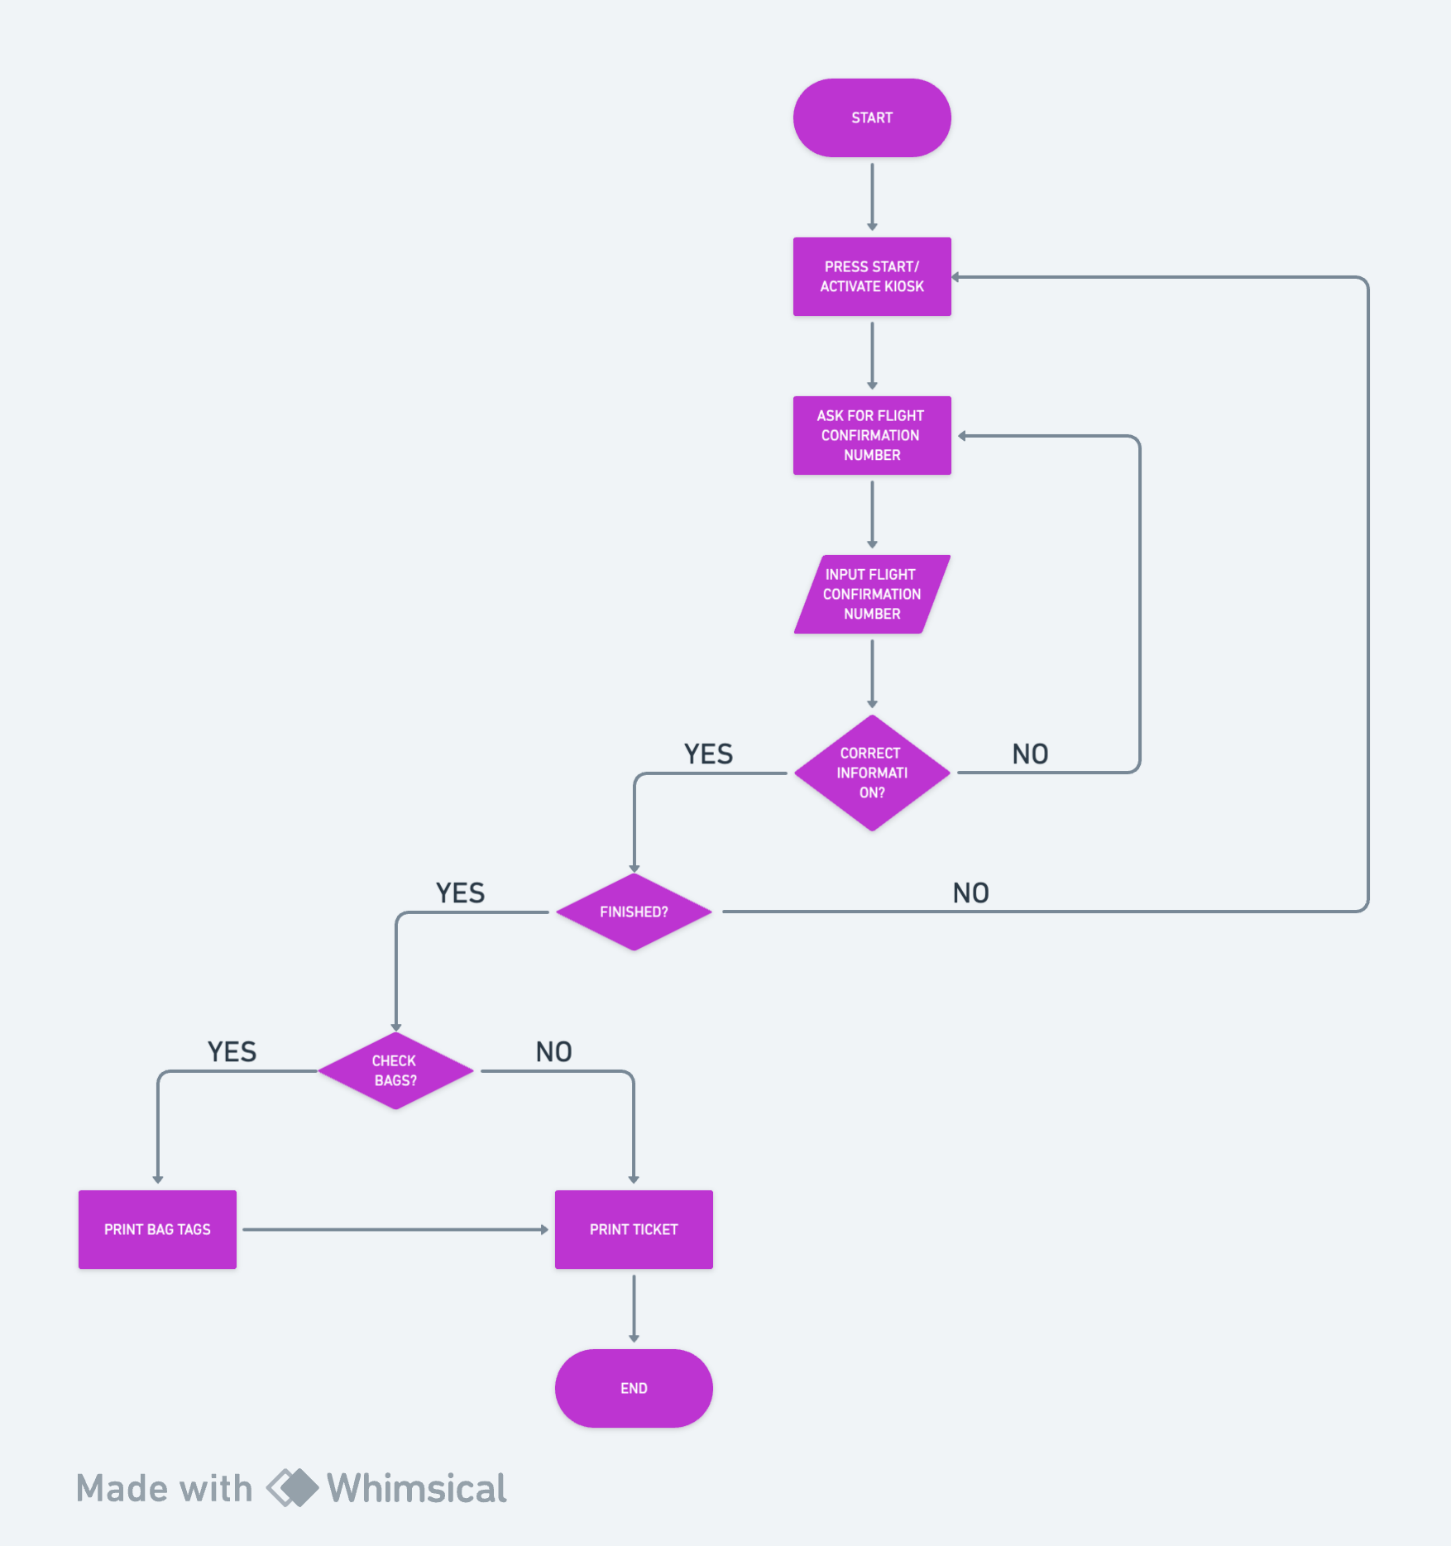 START
PRESS START/
ACTIVATE KIOSK
ASK FOR FLIGHT
CONFIRMATION
NUMBER
INPUT FLIGHT
CONFIRMATION
NUMBER
CORRECT
INFORMATI
ON?
YES
NO
FINISHED?
YES
NO
CHECK
BAGS?
YES
NO
PRINT BAG TAGS
PRINT TICKET
END
Made with Whimsical